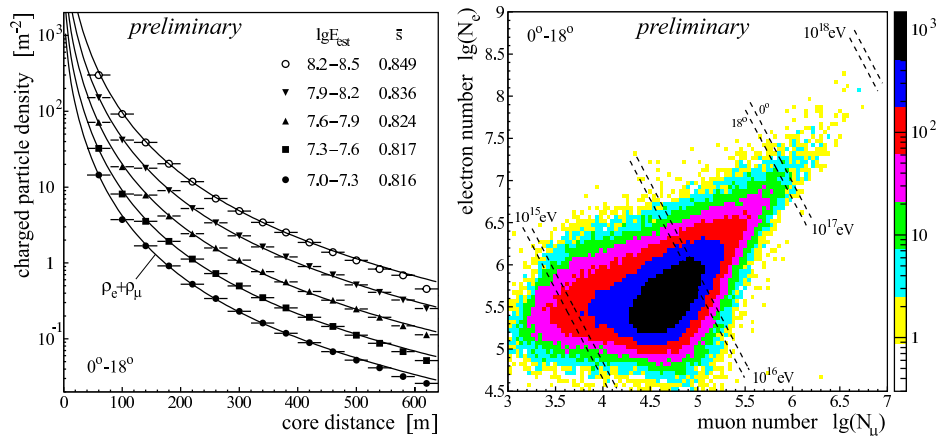 preliminary
charged particle density [m⁻²]
10³
10²
10
1
10⁻¹
lgE_est s̄
8.2−8.5 0.849
7.9−8.2 0.836
7.6−7.9 0.824
7.3−7.6 0.817
7.0−7.3 0.816
ρ_e+ρ_μ
0°-18°
0 100 200 300 400 500 600
core distance [m]
electron number lg(N_e)
9
8.5
8
7.5
7
6.5
6
5.5
5
4.5
0°-18°
preliminary
10¹⁸eV
18°
0°
10¹⁵eV
10¹⁷eV
10¹⁶eV
3 3.5 4 4.5 5 5.5 6 6.5 7
muon number lg(N_μ)
10³
10²
10
1